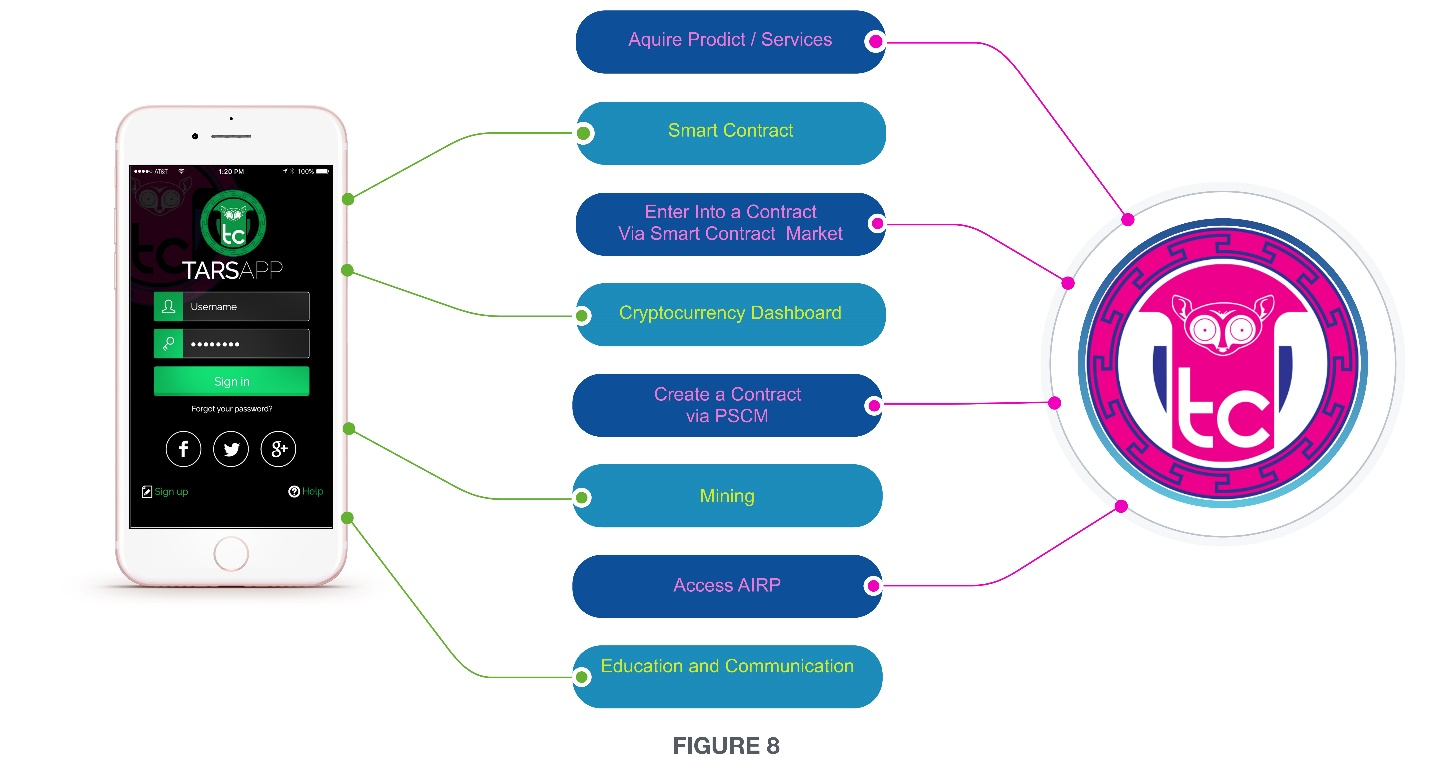 Aquire Prodict / Services
Smart Contract
Enter Into a Contract
Via Smart Contract Market
Cryptocurrency Dashboard
Create a Contract
via PSCM
Mining
Access AIRP
Education and Communication
AT&T
1:20 PM
100%
tc
tc
TARSAPP
Username
Sign in
Forgot your password?
f
g+
Sign up
? Help
tc
FIGURE 8